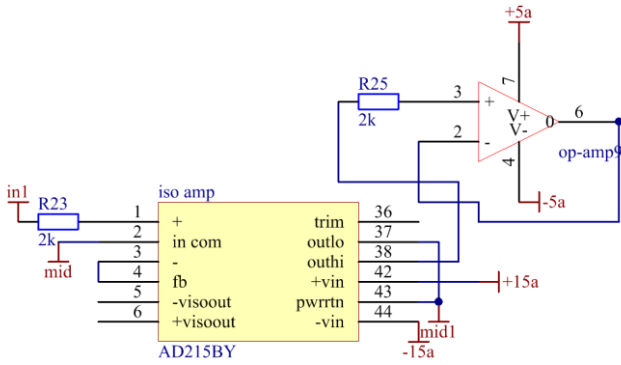 +5a
R25
2k
3
+
7
V+
V-
0
6
2
-
4
op-amp9
-5a
in1
R23
2k
mid
iso amp
1
+
2
in com
3
-
4
fb
5
-visoout
6
+visoout
trim
36
outlo
37
outhi
38
+vin
42
pwrrtn
43
-vin
44
+15a
mid1
-15a
AD215BY